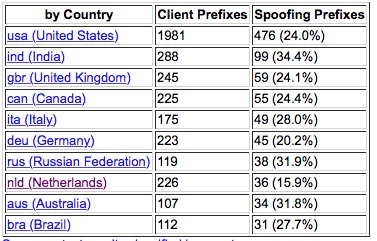 by Country Client Prefixes Spoofing Prefixes
usa (United States) 1981 476 (24.0%)
ind (India) 288 99 (34.4%)
gbr (United Kingdom) 245 59 (24.1%)
can (Canada) 225 55 (24.4%)
ita (Italy) 175 49 (28.0%)
deu (Germany) 223 45 (20.2%)
rus (Russian Federation) 119 38 (31.9%)
nld (Netherlands) 226 36 (15.9%)
aus (Australia) 107 34 (31.8%)
bra (Brazil) 112 31 (27.7%)